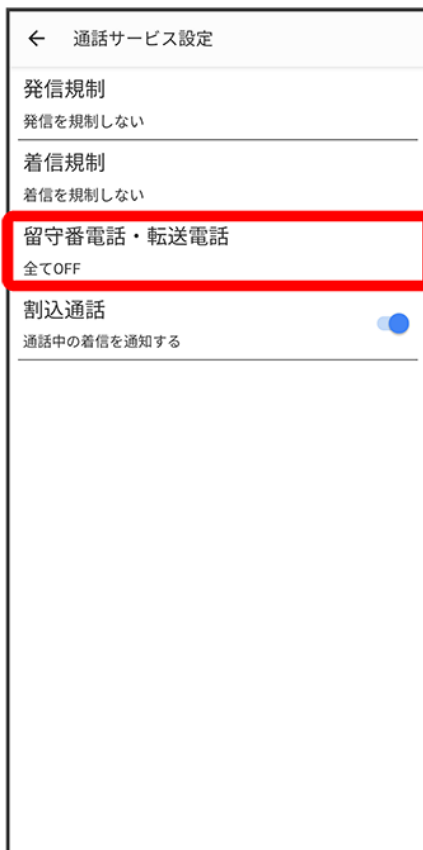 通話サービス設定
発信規制
発信を規制しない
着信規制
着信を規制しない
留守番電話・転送電話
全てOFF
割込通話
通話中の着信を通知する